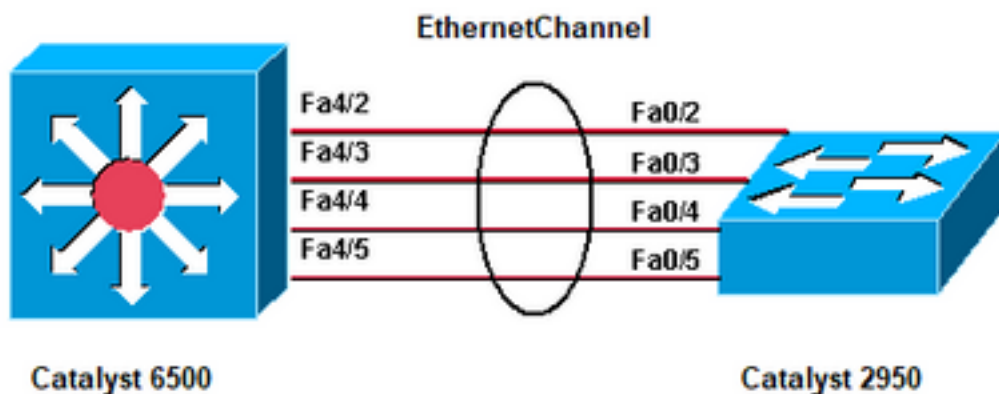 EthernetChannel
Fa4/2
Fa0/2
Fa4/3
Fa0/3
Fa4/4
Fa0/4
Fa4/5
Fa0/5
Catalyst 6500
Catalyst 2950